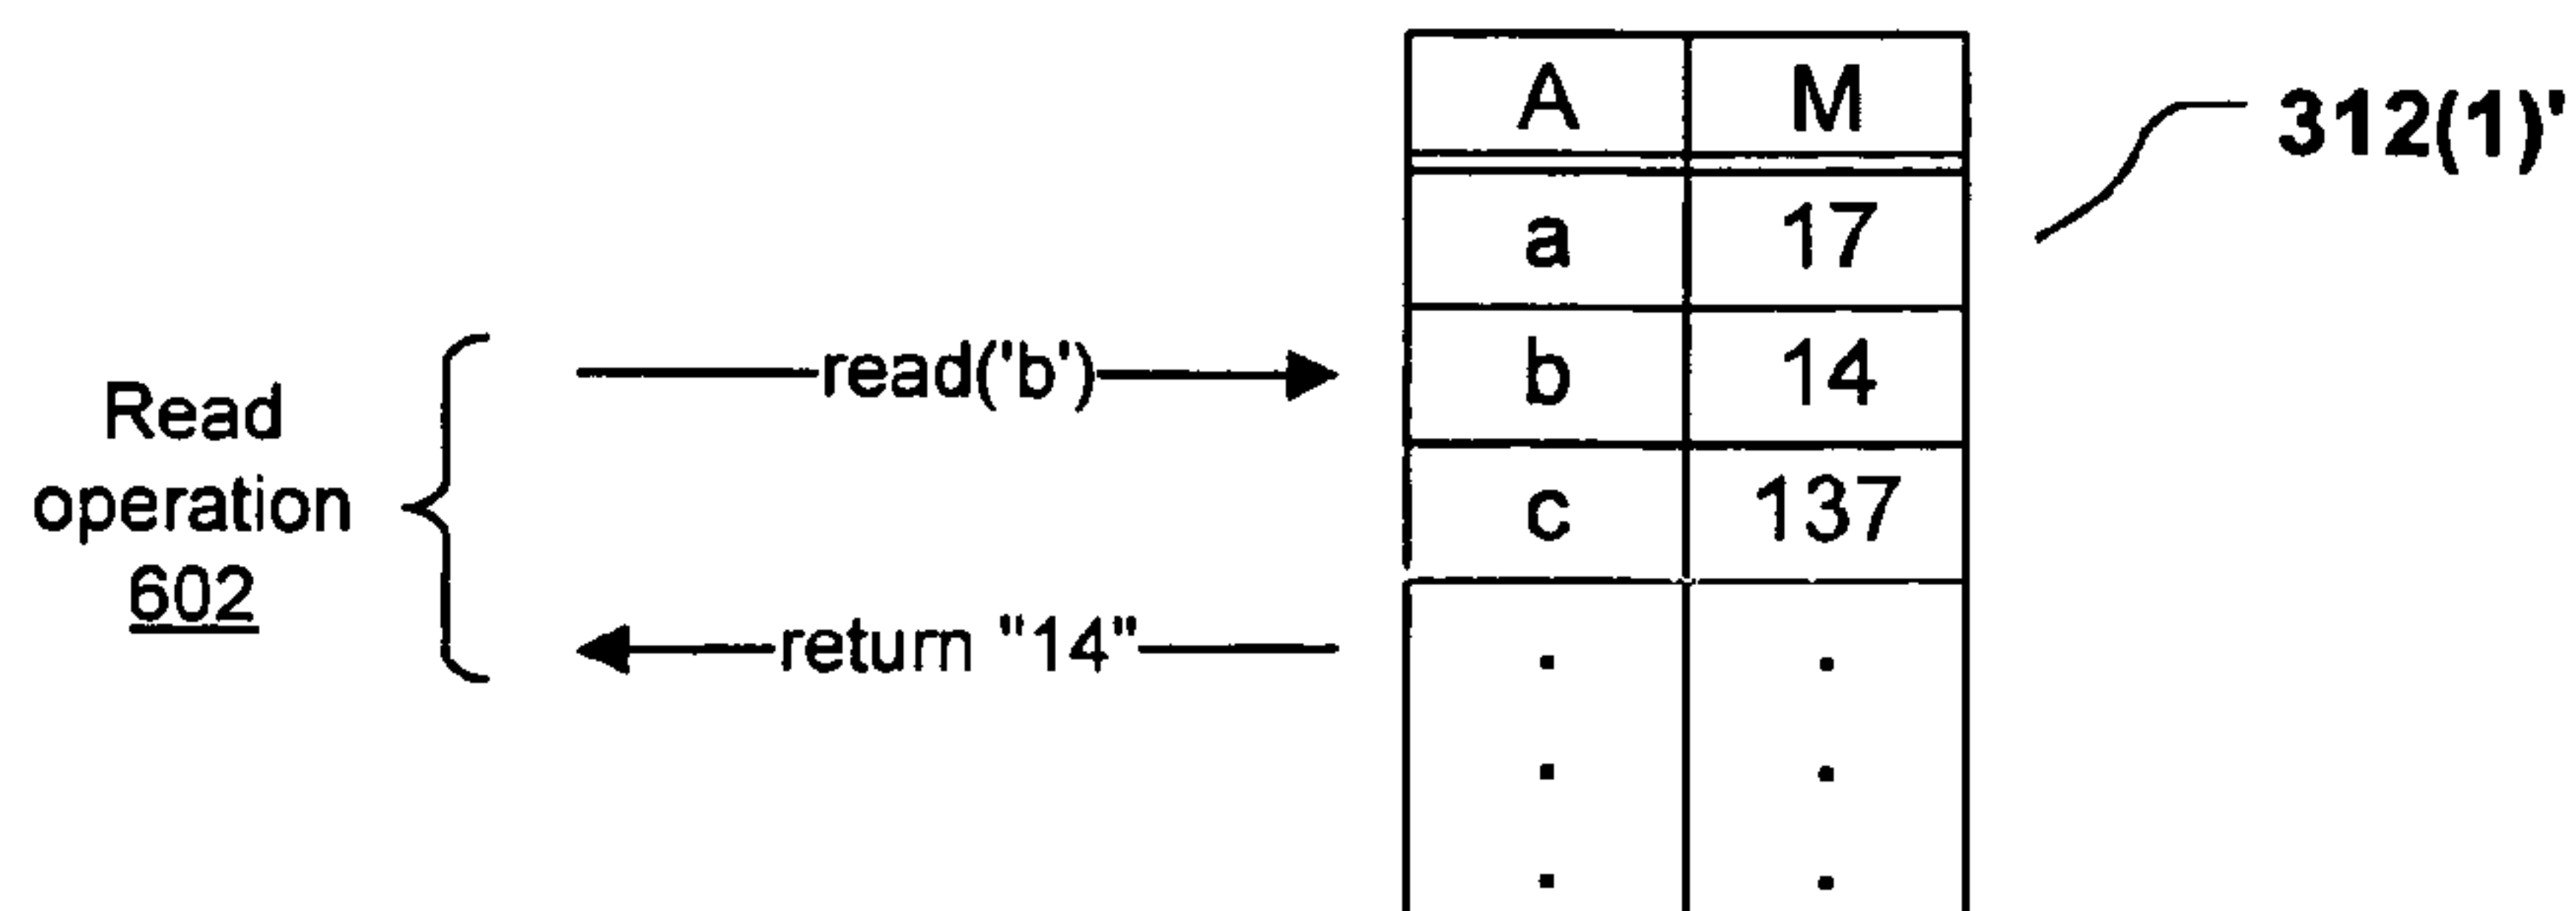 A M
312(1)'
a 17
read('b')
b 14
Read
operation
602
c 137
return "14"
. .
. .
. .